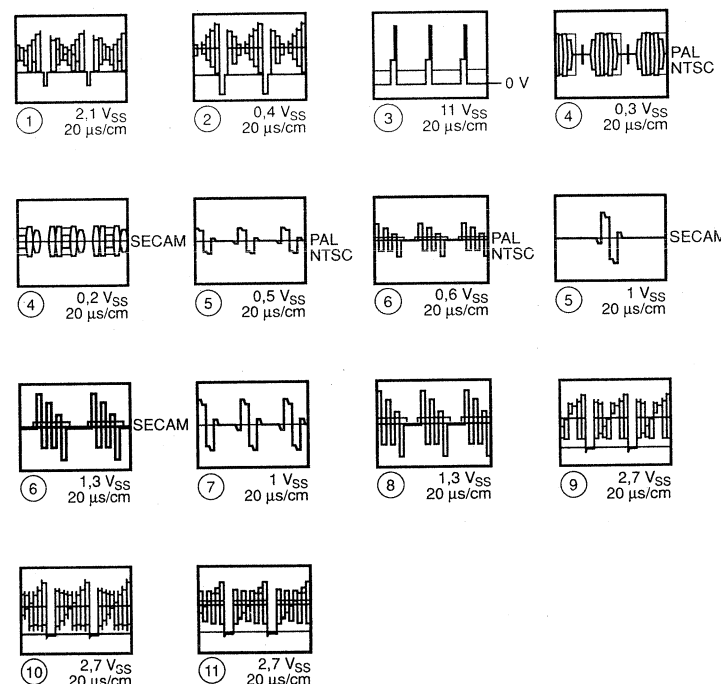 1 2,1 VSS
20 µs/cm
2 0,4 VSS
20 µs/cm
0 V
3 11 VSS
20 µs/cm
PAL
NTSC
4 0,3 VSS
20 µs/cm
SECAM
4 0,2 VSS
20 µs/cm
PAL
NTSC
5 0,5 VSS
20 µs/cm
PAL
NTSC
6 0,6 VSS
20 µs/cm
SECAM
5 1 VSS
20 µs/cm
SECAM
6 1,3 VSS
20 µs/cm
7 1 VSS
20 µs/cm
8 1,3 VSS
20 µs/cm
9 2,7 VSS
20 µs/cm
10 2,7 VSS
20 µs/cm
11 2,7 VSS
20 µs/cm